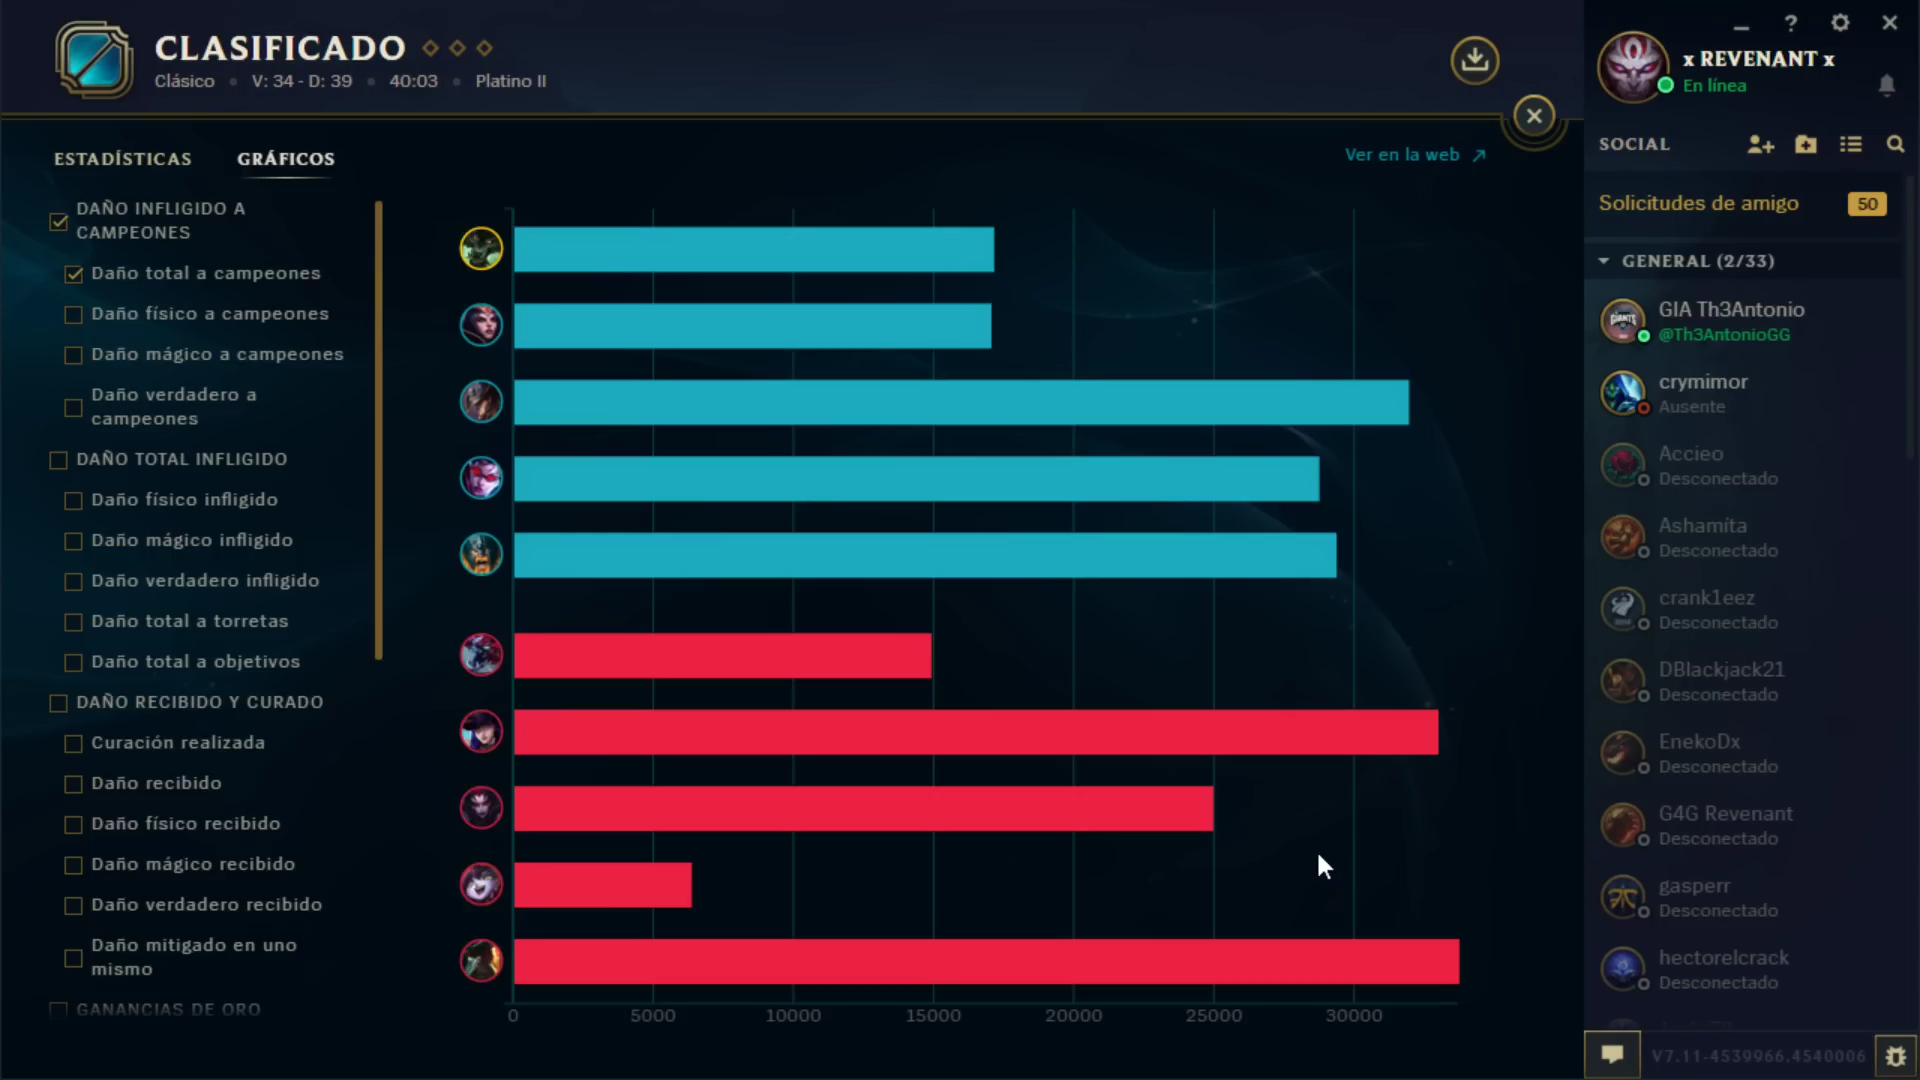 CLASIFICADO
Clásico • V: 34 - D: 39 • 40:03 • Platino II
ESTADÍSTICAS
GRÁFICOS
Ver en la web
DAÑO INFLIGIDO A
CAMPEONES
Daño total a campeones
Daño físico a campeones
Daño mágico a campeones
Daño verdadero a
campeones
DAÑO TOTAL INFLIGIDO
Daño físico infligido
Daño mágico infligido
Daño verdadero infligido
Daño total a torretas
Daño total a objetivos
DAÑO RECIBIDO Y CURADO
Curación realizada
Daño recibido
Daño físico recibido
Daño mágico recibido
Daño verdadero recibido
Daño mitigado en uno
mismo
GANANCIAS DE ORO
0 5000 10000 15000 20000 25000 30000
x REVENANT x
En línea
SOCIAL
Solicitudes de amigo 50
GENERAL (2/33)
GIA Th3Antonio
@Th3AntonioGG
crymimor
Ausente
Accieo
Desconectado
Ashamíta
Desconectado
crank1eez
Desconectado
DBlackjack21
Desconectado
EnekoDx
Desconectado
G4G Revenant
Desconectado
gasperr
Desconectado
hectorelcrack
Desconectado
V7.11-4539966.4540006